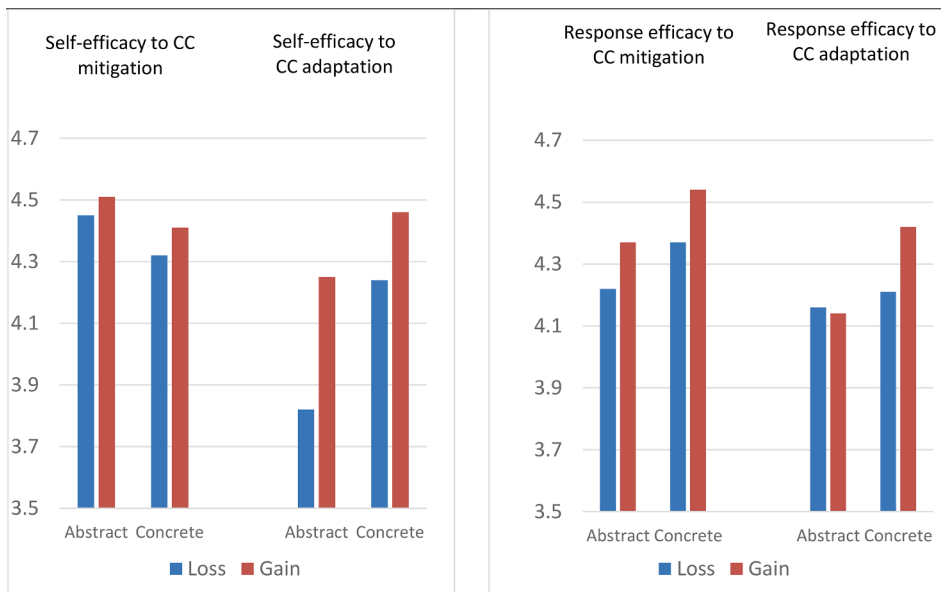 Self-efficacy to CC
mitigation
Self-efficacy to
CC adaptation
4.7
4.5
4.3
4.1
3.9
3.7
3.5
Abstract Concrete
Abstract Concrete
Loss Gain
Response efficacy to
CC mitigation
Response efficacy to
CC adaptation
4.7
4.5
4.3
4.1
3.9
3.7
3.5
Abstract Concrete
Abstract Concrete
Loss Gain